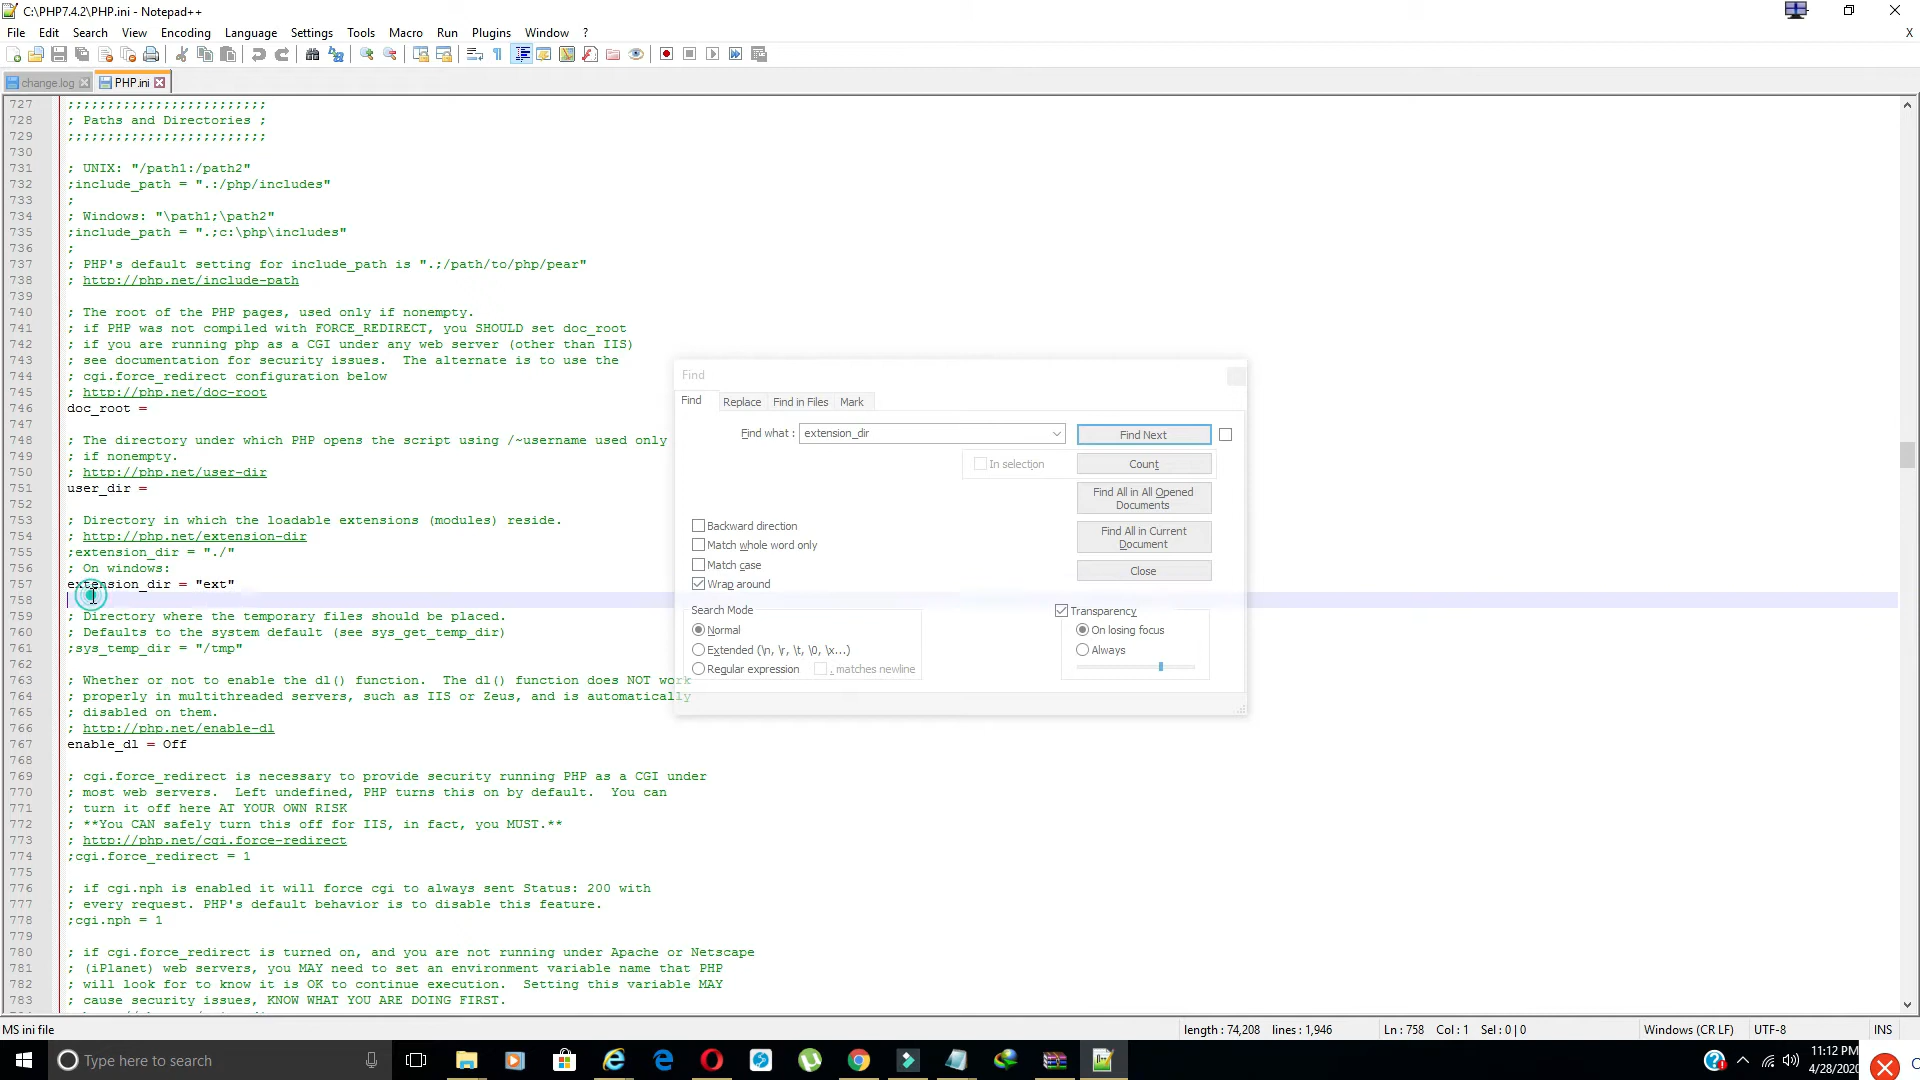 C:\PHP7.4.2\PHP.ini - Notepad++
File Edit Search View Encoding Language Settings Tools Macro Run Plugins Window ? X
change.log PHP.ini
727 ;;;;;;;;;;;;;;;;;;;;;;;;;
728 ; Paths and Directories ;
729 ;;;;;;;;;;;;;;;;;;;;;;;;;
730
731 ; UNIX: "/path1:/path2"
732 ;include_path = ".:/php/includes"
733 ;
734 ; Windows: "\path1;\path2"
735 ;include_path = ".;c:\php\includes"
736 ;
737 ; PHP's default setting for include_path is ".;/path/to/php/pear"
738 ; http://php.net/include-path
739
740 ; The root of the PHP pages, used only if nonempty.
741 ; if PHP was not compiled with FORCE_REDIRECT, you SHOULD set doc_root
742 ; if you are running php as a CGI under any web server (other than IIS)
743 ; see documentation for security issues.  The alternate is to use the
744 ; cgi.force_redirect configuration below
745 ; http://php.net/doc-root
746 doc_root =
747
748 ; The directory under which PHP opens the script using /~username used only
749 ; if nonempty.
750 ; http://php.net/user-dir
751 user_dir =
752
753 ; Directory in which the loadable extensions (modules) reside.
754 ; http://php.net/extension-dir
755 ;extension_dir = "./"
756 ; On windows:
757 extension_dir = "ext"
758
759 ; Directory where the temporary files should be placed.
760 ; Defaults to the system default (see sys_get_temp_dir)
761 ;sys_temp_dir = "/tmp"
762
763 ; Whether or not to enable the dl() function.  The dl() function does NOT work
764 ; properly in multithreaded servers, such as IIS or Zeus, and is automatically
765 ; disabled on them.
766 ; http://php.net/enable-dl
767 enable_dl = Off
768
769 ; cgi.force_redirect is necessary to provide security running PHP as a CGI under
770 ; most web servers.  Left undefined, PHP turns this on by default.  You can
771 ; turn it off here AT YOUR OWN RISK
772 ; **You CAN safely turn this off for IIS, in fact, you MUST.**
773 ; http://php.net/cgi.force-redirect
774 ;cgi.force_redirect = 1
775
776 ; if cgi.nph is enabled it will force cgi to always sent Status: 200 with
777 ; every request. PHP's default behavior is to disable this feature.
778 ;cgi.nph = 1
779
780 ; if cgi.force_redirect is turned on, and you are not running under Apache or Netscape
781 ; (iPlanet) web servers, you MAY need to set an environment variable name that PHP
782 ; will look for to know it is OK to continue execution.  Setting this variable MAY
783 ; cause security issues, KNOW WHAT YOU ARE DOING FIRST.
Find
Find Replace Find in Files Mark
Find what : extension_dir Find Next
In selection Count
Find All in All Opened
Documents
Find All in Current
Document
Close
Backward direction
Match whole word only
Match case
Wrap around
Search Mode
Normal
Extended (\n, \r, \t, \0, \x...)
Regular expression . matches newline
Transparency
On losing focus
Always
MS ini file length : 74,208 lines : 1,946 Ln : 758 Col : 1 Sel : 0 | 0 Windows (CR LF) UTF-8 INS
Type here to search
11:12 PM
4/28/2020